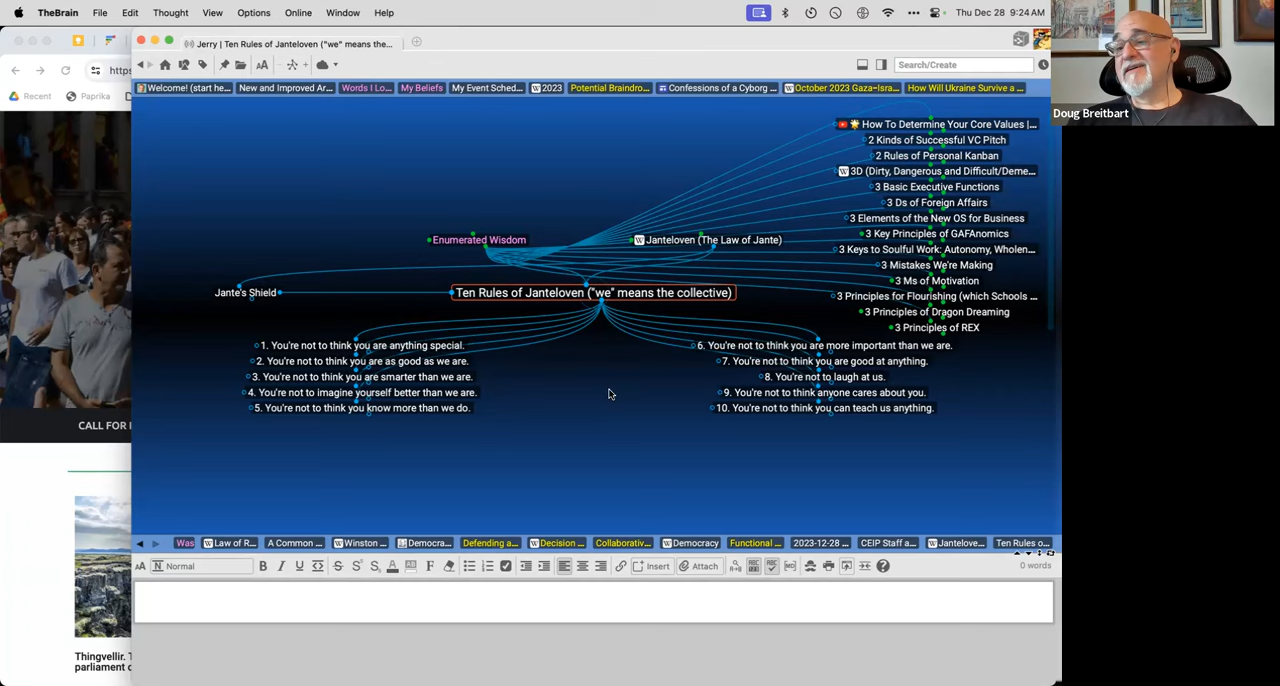 TheBrain File Edit Thought View Options Online Window Help Thu Dec 28 9:24 AM
Jerry | Ten Rules of Janteloven ("we" means the...
https
Search/Create
Recent Paprika
Welcome! (start he... New and Improved Ar... Words I Lo... My Beliefs My Event Sched... 2023 Potential Braindro... Confessions of a Cyborg ... October 2023 Gaza–Isra... How Will Ukraine Survive a ...
Doug Breitbart
How To Determine Your Core Values |...
2 Kinds of Successful VC Pitch
2 Rules of Personal Kanban
3D (Dirty, Dangerous and Difficult/Deme...
3 Basic Executive Functions
3 Ds of Foreign Affairs
3 Elements of the New OS for Business
3 Key Principles of GAFAnomics
3 Keys to Soulful Work: Autonomy, Wholen...
3 Mistakes We're Making
3 Ms of Motivation
3 Principles for Flourishing (which Schools ...
3 Principles of Dragon Dreaming
3 Principles of REX
Enumerated Wisdom
Janteloven (The Law of Jante)
Jante's Shield
Ten Rules of Janteloven ("we" means the collective)
1. You're not to think you are anything special.
2. You're not to think you are as good as we are.
3. You're not to think you are smarter than we are.
4. You're not to imagine yourself better than we are.
5. You're not to think you know more than we do.
6. You're not to think you are more important than we are.
7. You're not to think you are good at anything.
8. You're not to laugh at us.
9. You're not to think anyone cares about you.
10. You're not to think you can teach us anything.
CALL FOR
Was Law of R... A Common ... Winston ... Democra... Defending a... Decision ... Collaborativ... Democracy Functional ... 2023-12-28 ... CEIP Staff a... Jantelove... Ten Rules o...
Normal Insert Attach 0 words
Thingvellir.
parliament